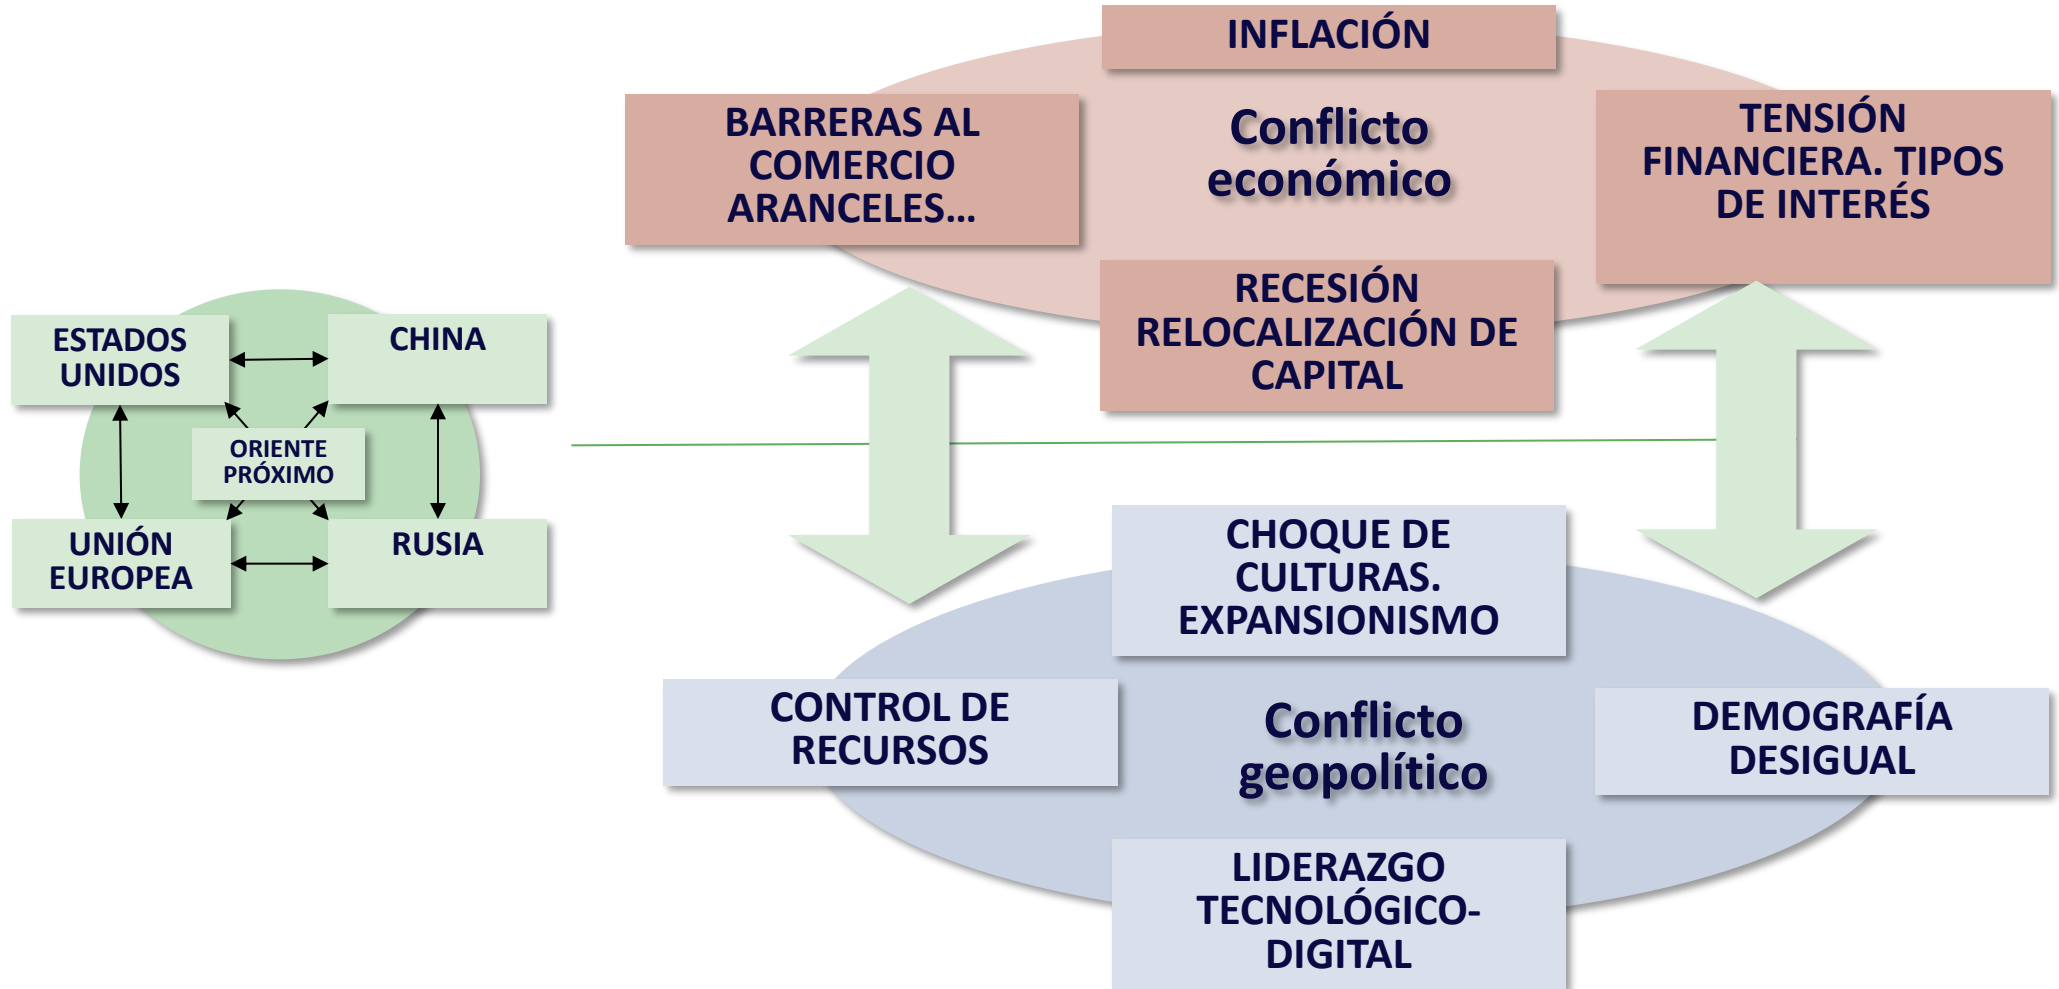 ESTADOS
UNIDOS
CHINA
ORIENTE
PRÓXIMO
UNIÓN
EUROPEA
RUSIA
INFLACIÓN
BARRERAS AL
COMERCIO
ARANCELES...
Conflicto
económico
TENSIÓN
FINANCIERA. TIPOS
DE INTERÉS
RECESIÓN
RELOCALIZACIÓN DE
CAPITAL
CHOQUE DE
CULTURAS.
EXPANSIONISMO
CONTROL DE
RECURSOS
Conflicto
geopolítico
DEMOGRAFÍA
DESIGUAL
LIDERAZGO
TECNOLÓGICO-
DIGITAL